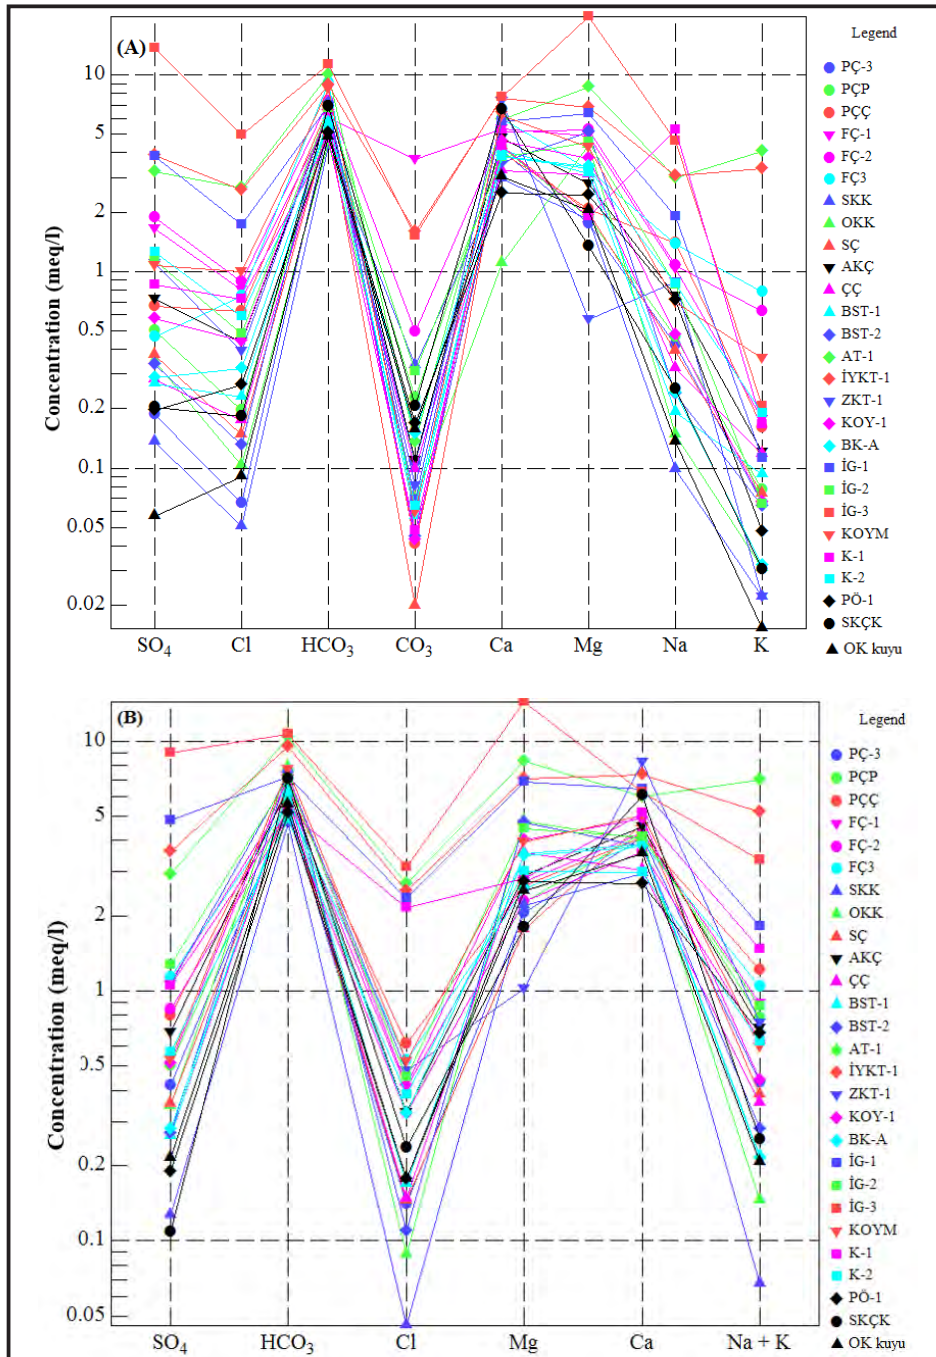 (A)
Legend
Concentration (meq/l)
10
5
2
1
0.5
0.2
0.1
0.05
0.02
SO4
Cl
HCO3
CO3
Ca
Mg
Na
K
PÇ-3
PÇP
PÇÇ
FÇ-1
FÇ-2
FÇ3
SKK
OKK
SÇ
AKÇ
ÇÇ
BST-1
BST-2
AT-1
İYKT-1
ZKT-1
KOY-1
BK-A
İG-1
İG-2
İG-3
KOYM
K-1
K-2
PÖ-1
SKÇK
OK kuyu
(B)
Legend
Concentration (meq/l)
10
5
2
1
0.5
0.2
0.1
0.05
SO4
HCO3
Cl
Mg
Ca
Na + K
PÇ-3
PÇP
PÇÇ
FÇ-1
FÇ-2
FÇ3
SKK
OKK
SÇ
AKÇ
ÇÇ
BST-1
BST-2
AT-1
İYKT-1
ZKT-1
KOY-1
BK-A
İG-1
İG-2
İG-3
KOYM
K-1
K-2
PÖ-1
SKÇK
OK kuyu